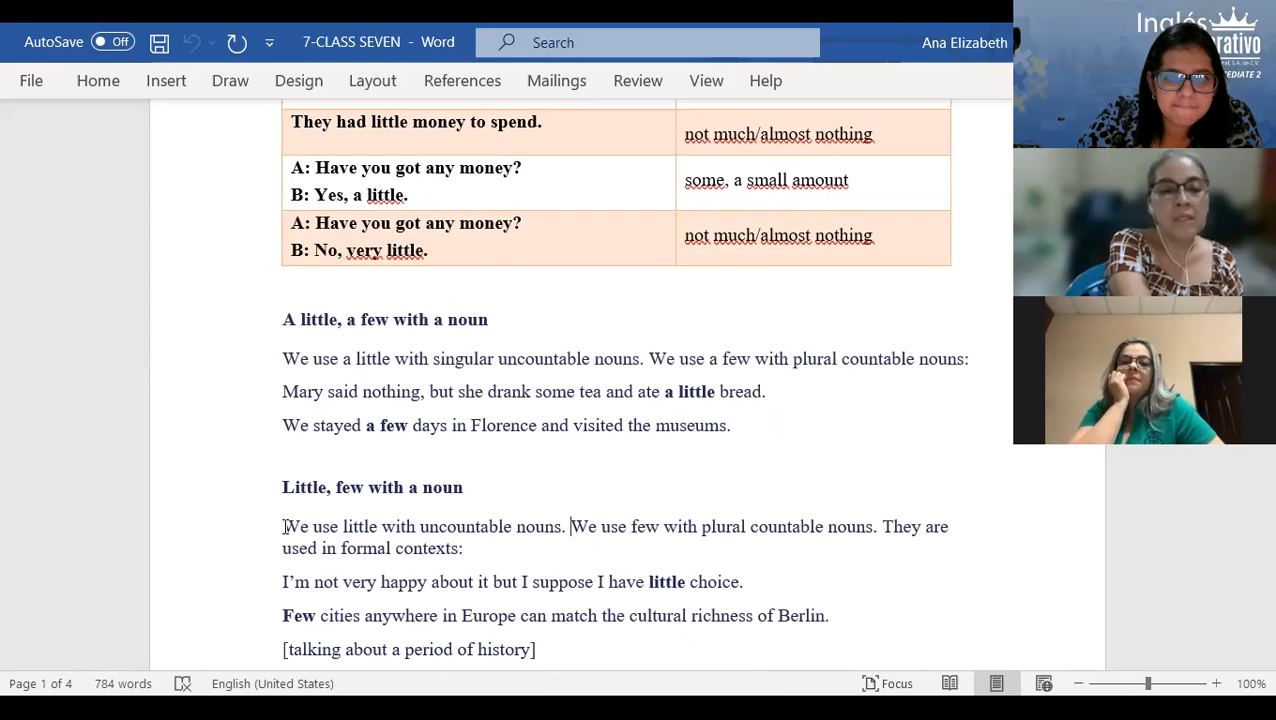 AutoSave Off 7-CLASS SEVEN - Word Search Ana Elizabeth
File Home Insert Draw Design Layout References Mailings Review View Help
They had little money to spend.
not much/almost nothing
A: Have you got any money?
B: Yes, a little.
some, a small amount
A: Have you got any money?
B: No, very little.
not much/almost nothing
A little, a few with a noun
We use a little with singular uncountable nouns. We use a few with plural countable nouns:
Mary said nothing, but she drank some tea and ate a little bread.
We stayed a few days in Florence and visited the museums.
Little, few with a noun
We use little with uncountable nouns. We use few with plural countable nouns. They are
used in formal contexts:
I’m not very happy about it but I suppose I have little choice.
Few cities anywhere in Europe can match the cultural richness of Berlin.
[talking about a period of history]
Page 1 of 4 784 words English (United States) Focus 100%
Inglés